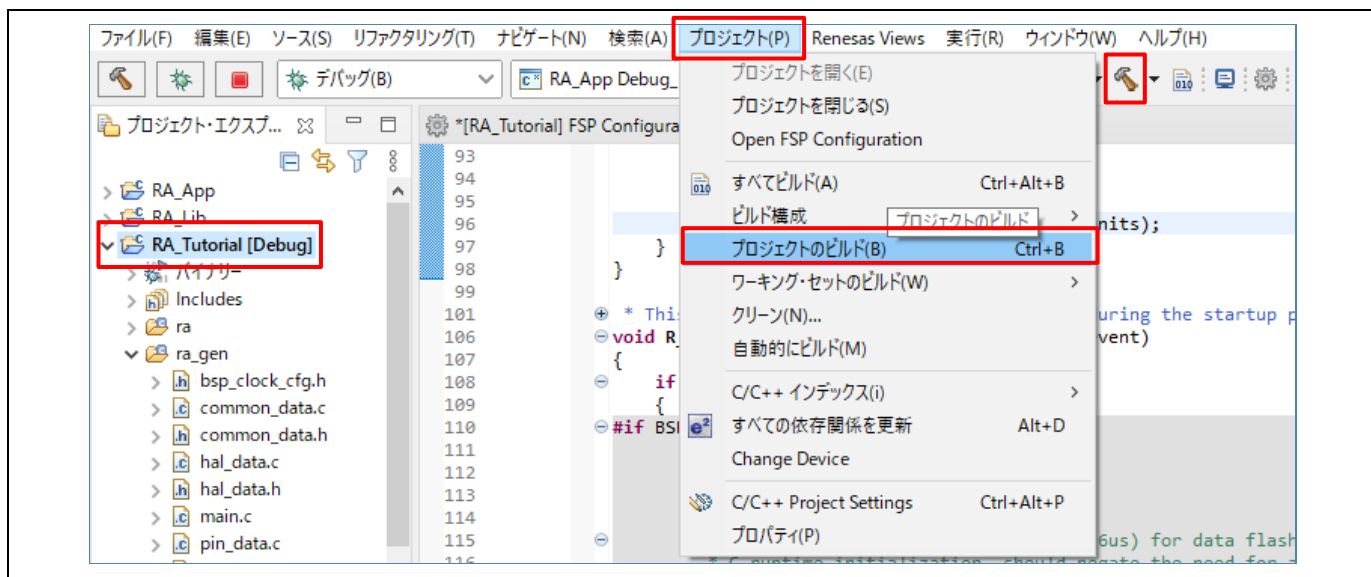 ファイル(F) 編集(E) ソース(S) リファクタリング(T) ナビゲート(N) 検索(A) プロジェクト(P) Renesas Views 実行(R) ウィンドウ(W) ヘルプ(H)
デバッグ(B) RA_App Debug_
プロジェクト・エクスプ... *[RA_Tutorial] FSP Configura
RA_App
RA_Lib
RA_Tutorial [Debug]
バイナリー
Includes
ra
ra_gen
bsp_clock_cfg.h
common_data.c
common_data.h
hal_data.c
hal_data.h
main.c
pin_data.c
93
94
95
96 nits);
97 }
98 }
99
101 * This uring the startup p
106 void R_ vent)
107 {
108 if
109 {
110 #if BSP
111
112
113
114
115 6us) for data flash
116 * C runtime initialization, should negate the need for a
プロジェクトを開く(E)
プロジェクトを閉じる(S)
Open FSP Configuration
すべてビルド(A) Ctrl+Alt+B
ビルド構成
プロジェクトのビルド
プロジェクトのビルド(B) Ctrl+B
ワーキング・セットのビルド(W)
クリーン(N)...
自動的にビルド(M)
C/C++ インデックス(i)
すべての依存関係を更新 Alt+D
Change Device
C/C++ Project Settings Ctrl+Alt+P
プロパティ(P)